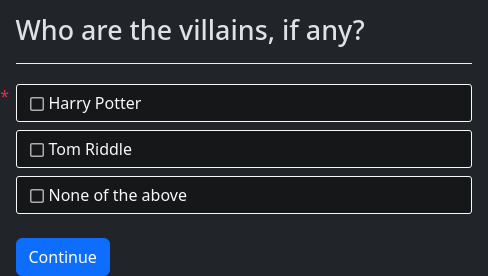 Who are the villains, if any?
*
Harry Potter
Tom Riddle
None of the above
Continue